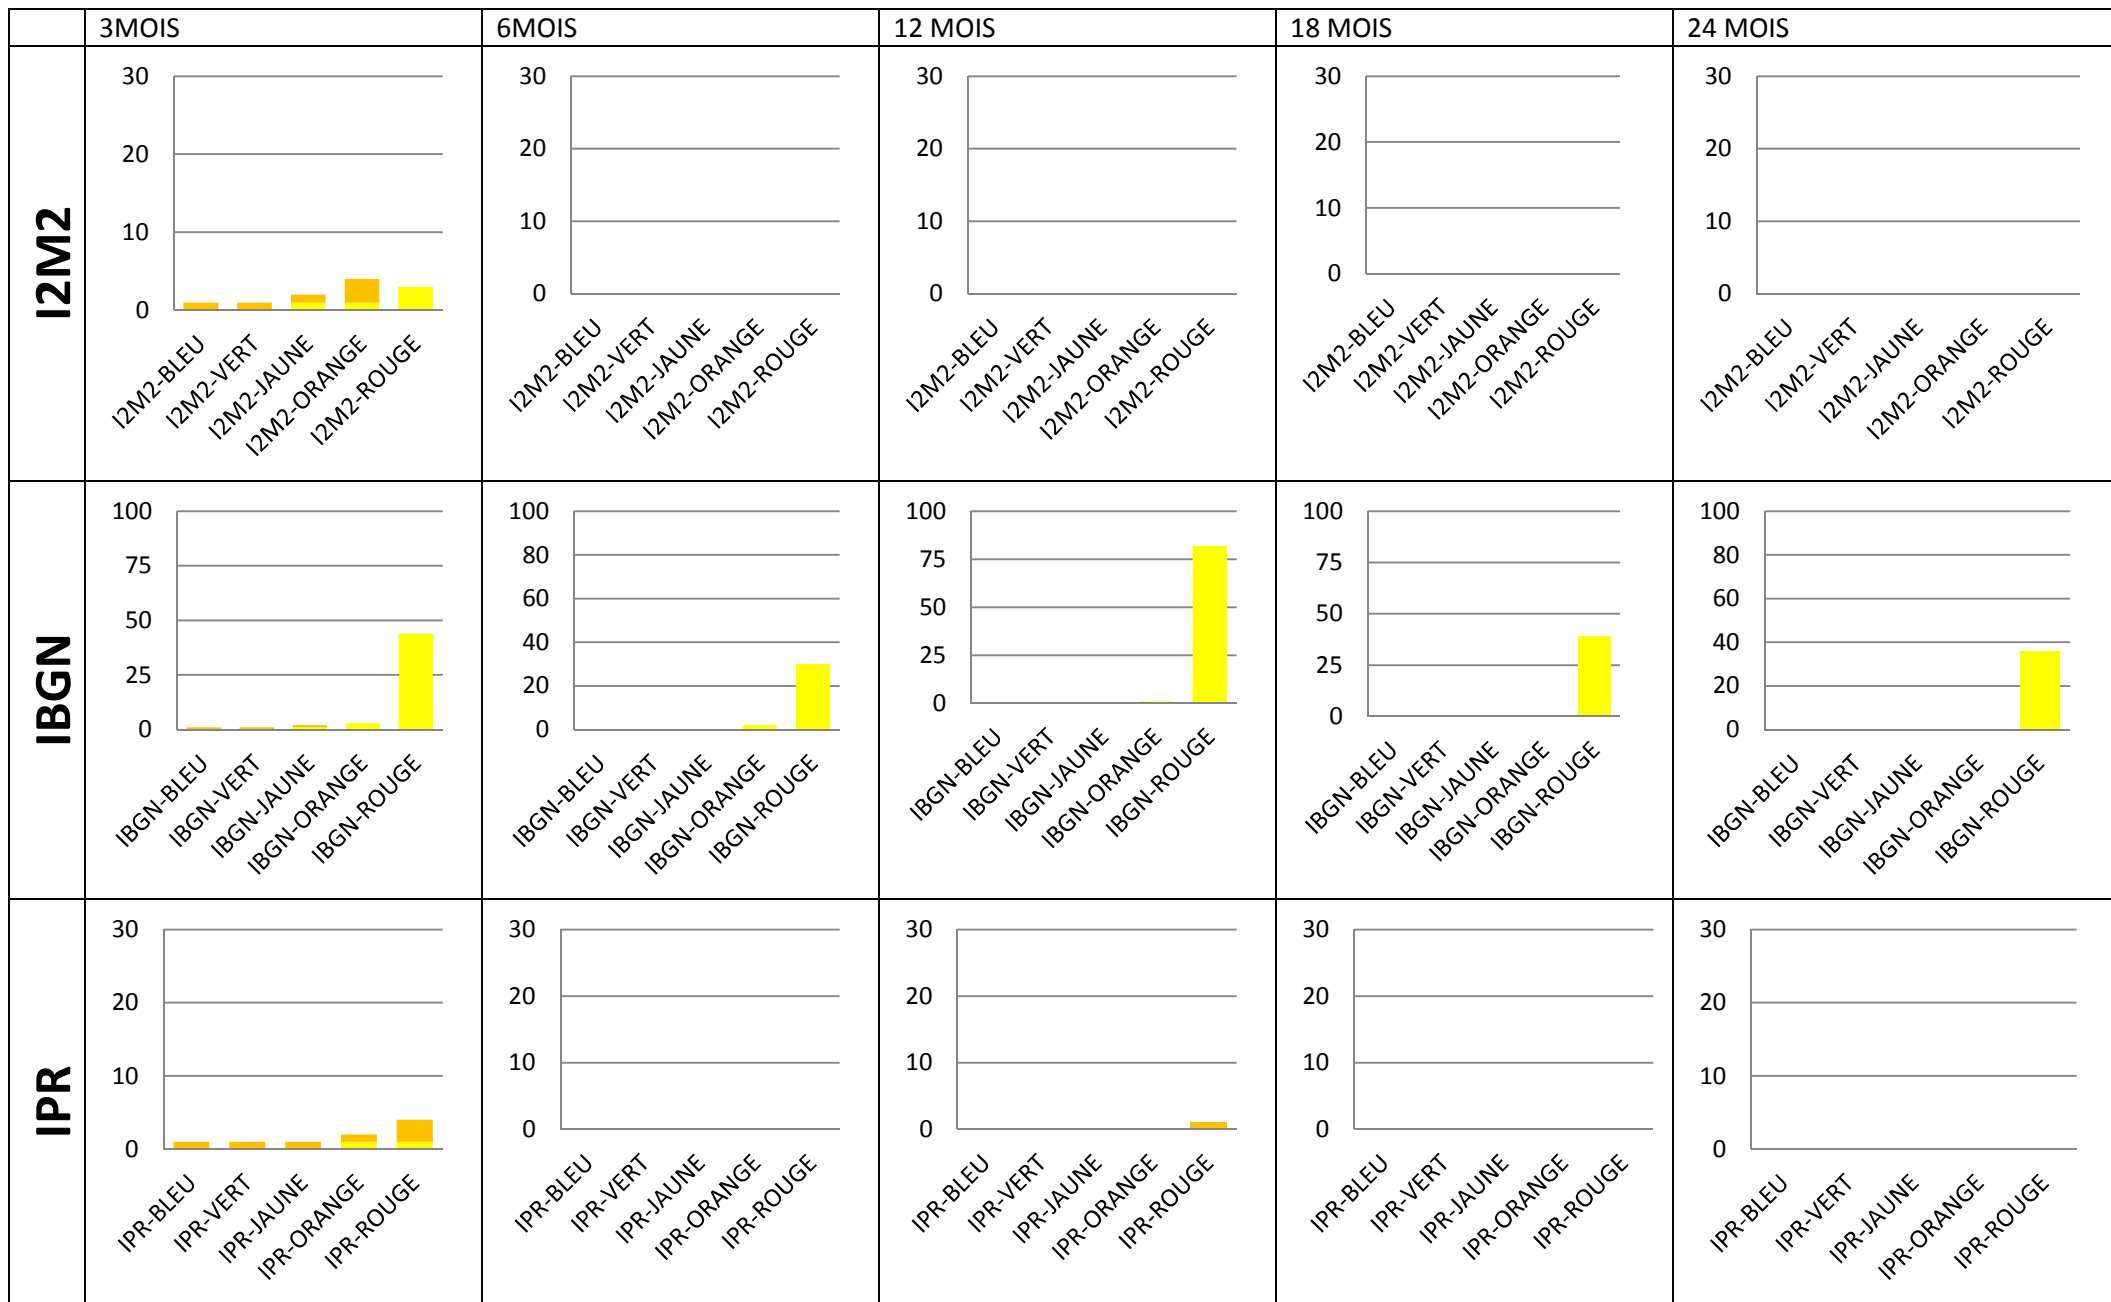 3MOIS 6MOIS 12 MOIS 18 MOIS 24 MOIS
I2M2
30
20
10
0
I2M2-BLEU
I2M2-VERT
I2M2-JAUNE
I2M2-ORANGE
I2M2-ROUGE
30
20
10
0
I2M2-BLEU
I2M2-VERT
I2M2-JAUNE
I2M2-ORANGE
I2M2-ROUGE
30
20
10
0
I2M2-BLEU
I2M2-VERT
I2M2-JAUNE
I2M2-ORANGE
I2M2-ROUGE
30
20
10
0
I2M2-BLEU
I2M2-VERT
I2M2-JAUNE
I2M2-ORANGE
I2M2-ROUGE
30
20
10
0
I2M2-BLEU
I2M2-VERT
I2M2-JAUNE
I2M2-ORANGE
I2M2-ROUGE
IBGN
100
75
50
25
0
IBGN-BLEU
IBGN-VERT
IBGN-JAUNE
IBGN-ORANGE
IBGN-ROUGE
100
80
60
40
20
0
IBGN-BLEU
IBGN-VERT
IBGN-JAUNE
IBGN-ORANGE
IBGN-ROUGE
100
75
50
25
0
IBGN-BLEU
IBGN-VERT
IBGN-JAUNE
IBGN-ORANGE
IBGN-ROUGE
100
75
50
25
0
IBGN-BLEU
IBGN-VERT
IBGN-JAUNE
IBGN-ORANGE
IBGN-ROUGE
100
80
60
40
20
0
IBGN-BLEU
IBGN-VERT
IBGN-JAUNE
IBGN-ORANGE
IBGN-ROUGE
IPR
30
20
10
0
IPR-BLEU
IPR-VERT
IPR-JAUNE
IPR-ORANGE
IPR-ROUGE
30
20
10
0
IPR-BLEU
IPR-VERT
IPR-JAUNE
IPR-ORANGE
IPR-ROUGE
30
20
10
0
IPR-BLEU
IPR-VERT
IPR-JAUNE
IPR-ORANGE
IPR-ROUGE
30
20
10
0
IPR-BLEU
IPR-VERT
IPR-JAUNE
IPR-ORANGE
IPR-ROUGE
30
20
10
0
IPR-BLEU
IPR-VERT
IPR-JAUNE
IPR-ORANGE
IPR-ROUGE